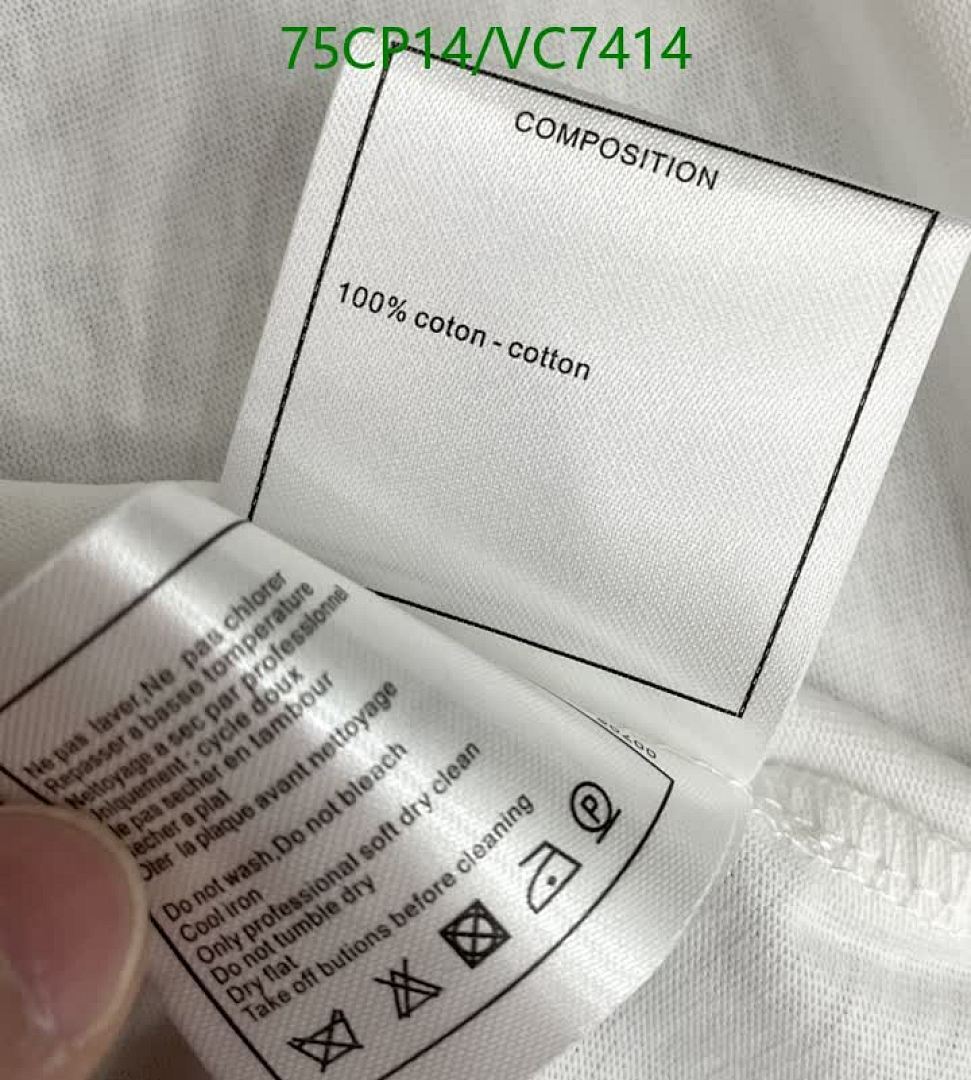 75CP14/VC7414
COMPOSITION
100% coton - cotton
Ne pas laver.Ne pas chlorer
Repasser a basse tomperature
Nettoyage a sec par professionnel
Uniquement ; cycle doux
Ne pas secher en tambour
Secher a plat
Oter la plaque avant nettoyage
Do not wash,Do not bleach
Cool iron
Only professional soft dry clean
Do not tumble dry
Dry flat
Take off butions before cleaning
P